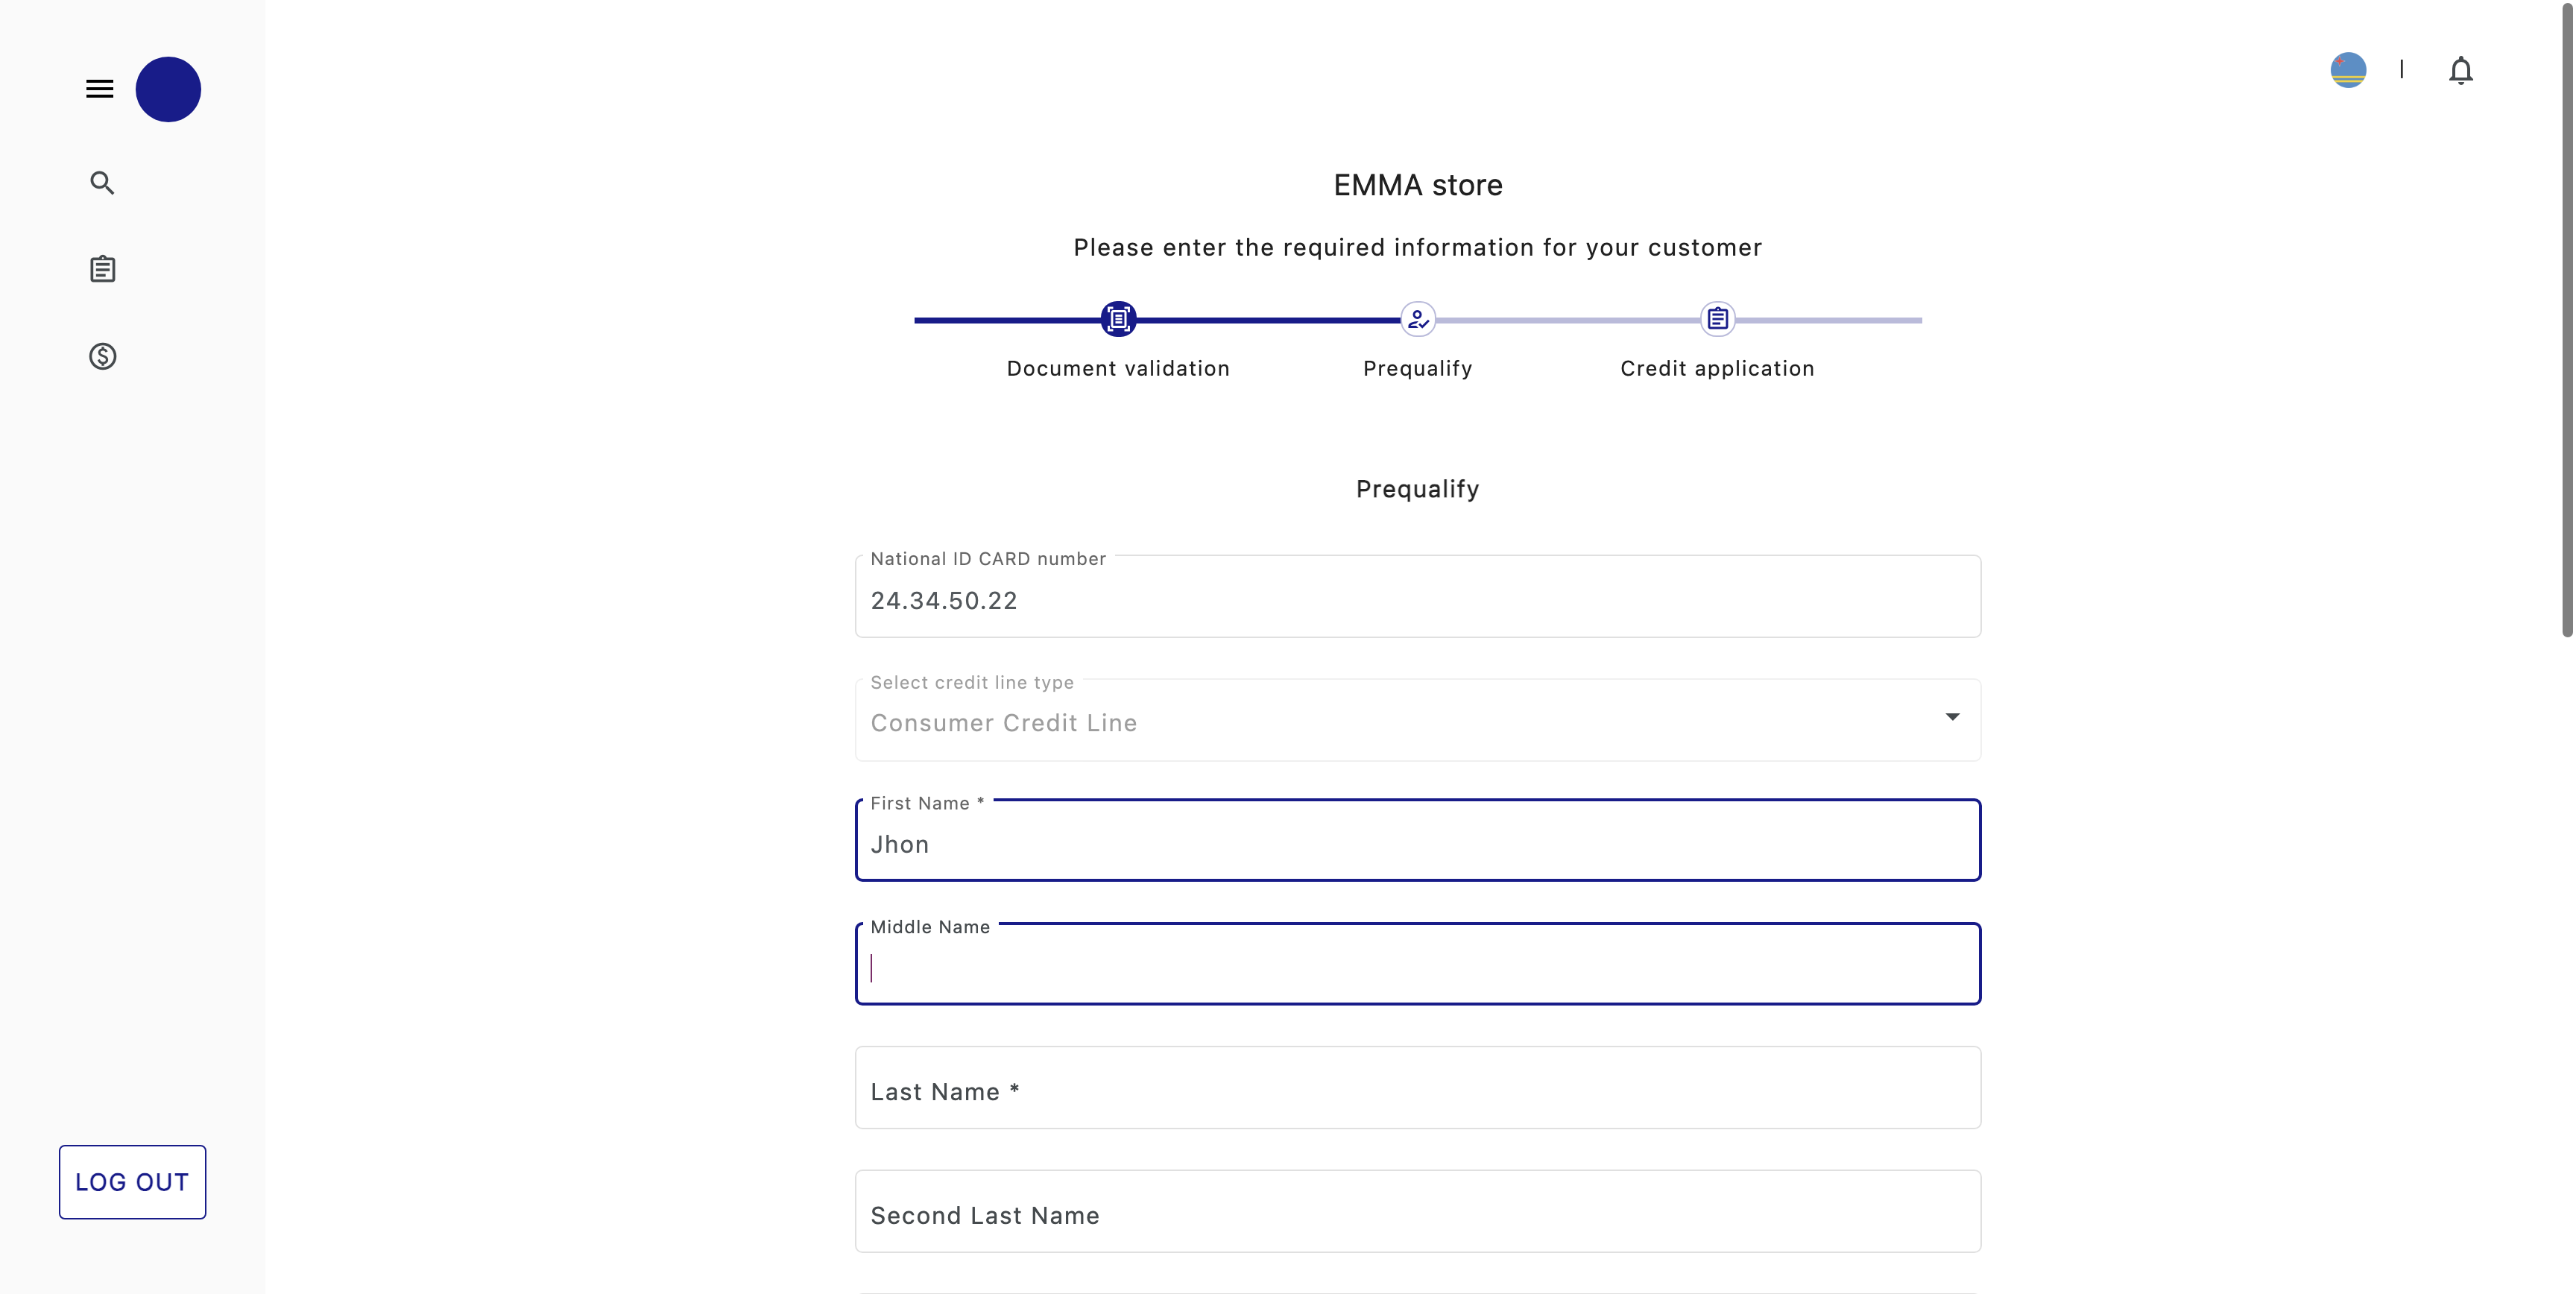 EMMA store
Please enter the required information for your customer
Document validation
Prequalify
Credit application
Prequalify
National ID CARD number
24.34.50.22
Select credit line type
Consumer Credit Line
First Name *
Jhon
Middle Name
Last Name *
Second Last Name
LOG OUT